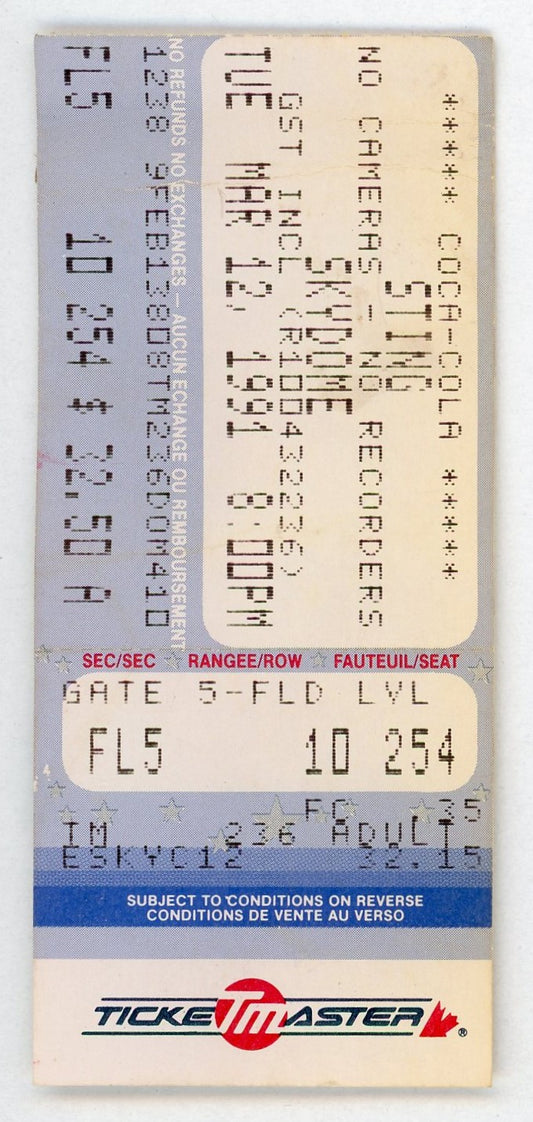 ***** COCA-COLA *****
STING
NO CAMERAS - NO RECORDERS
SKYDOME
GST INCL (R100432236)
TUE MAR 12, 1991 8:00PM
NO REFUNDS NO EXCHANGES – AUCUN ECHANGE OU REMBOURSEMENT
1238 9FEB138D8TM236DOM410
FL5 10 254 $ 32.50 A
SEC/SEC RANGEE/ROW FAUTEUIL/SEAT
GATE 5-FLD LVL
FL5 10 254
FC 35
TM 236 ADULT
ESKYC12 32.15
SUBJECT TO CONDITIONS ON REVERSE
CONDITIONS DE VENTE AU VERSO
TICKETMASTER ®